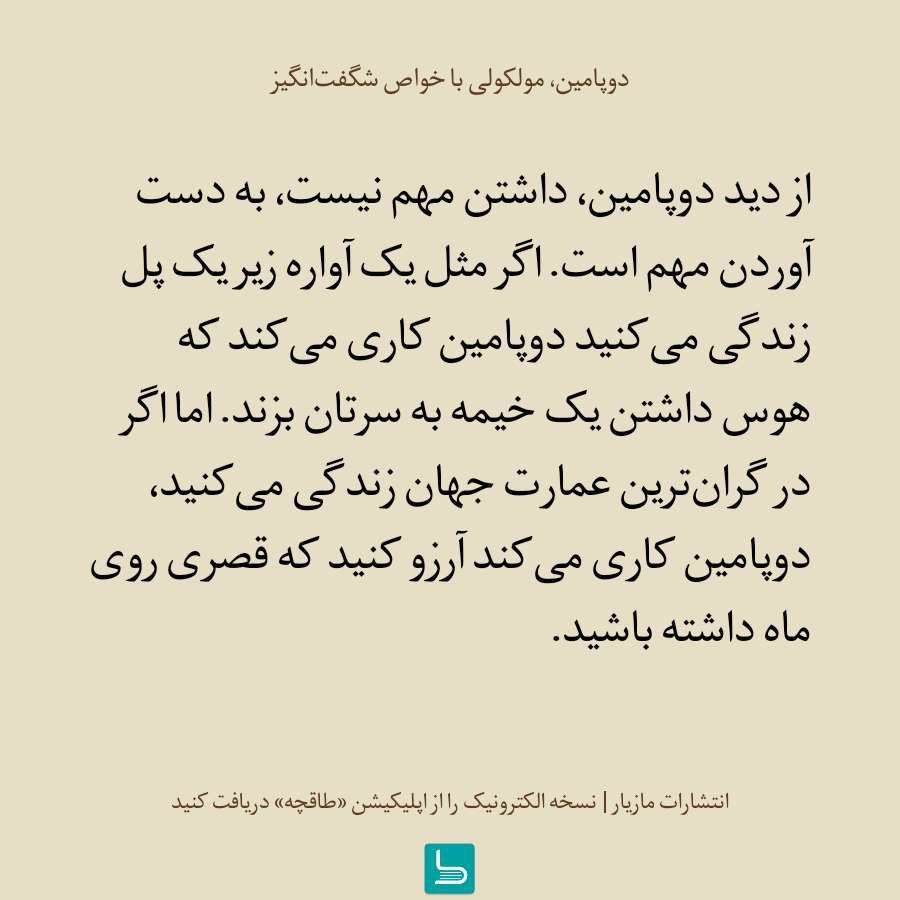 دوپامین، مولکولی با خواص شگفت‌انگیز
از دید دوپامین، داشتن مهم نیست، به دست
آوردن مهم است. اگر مثل یک آواره زیر یک پل
زندگی می‌کنید دوپامین کاری می‌کند که
هوس داشتن یک خیمه به سرتان بزند. اما اگر
در گران‌ترین عمارت جهان زندگی می‌کنید،
دوپامین کاری می‌کند آرزو کنید که قصری روی
ماه داشته باشید.
انتشارات مازیار | نسخه الکترونیک را از اپلیکیشن «طاقچه» دریافت کنید